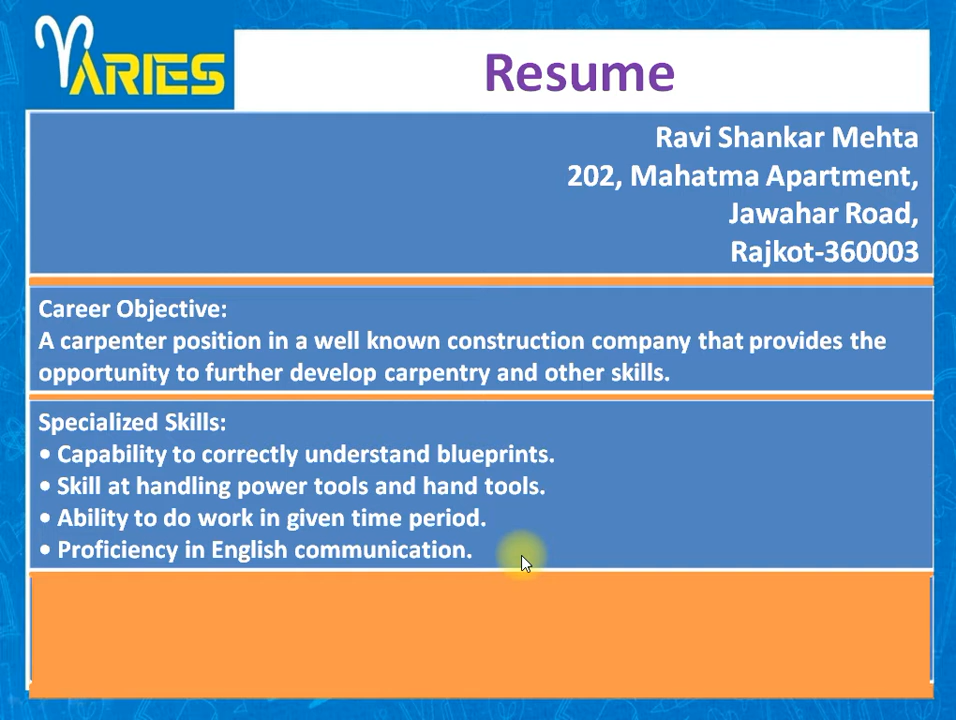 ARIES
Resume
Ravi Shankar Mehta
202, Mahatma Apartment,
Jawahar Road,
Rajkot-360003
Career Objective:
A carpenter position in a well known construction company that provides the
opportunity to further develop carpentry and other skills.
Specialized Skills:
• Capability to correctly understand blueprints.
• Skill at handling power tools and hand tools.
• Ability to do work in given time period.
• Proficiency in English communication.